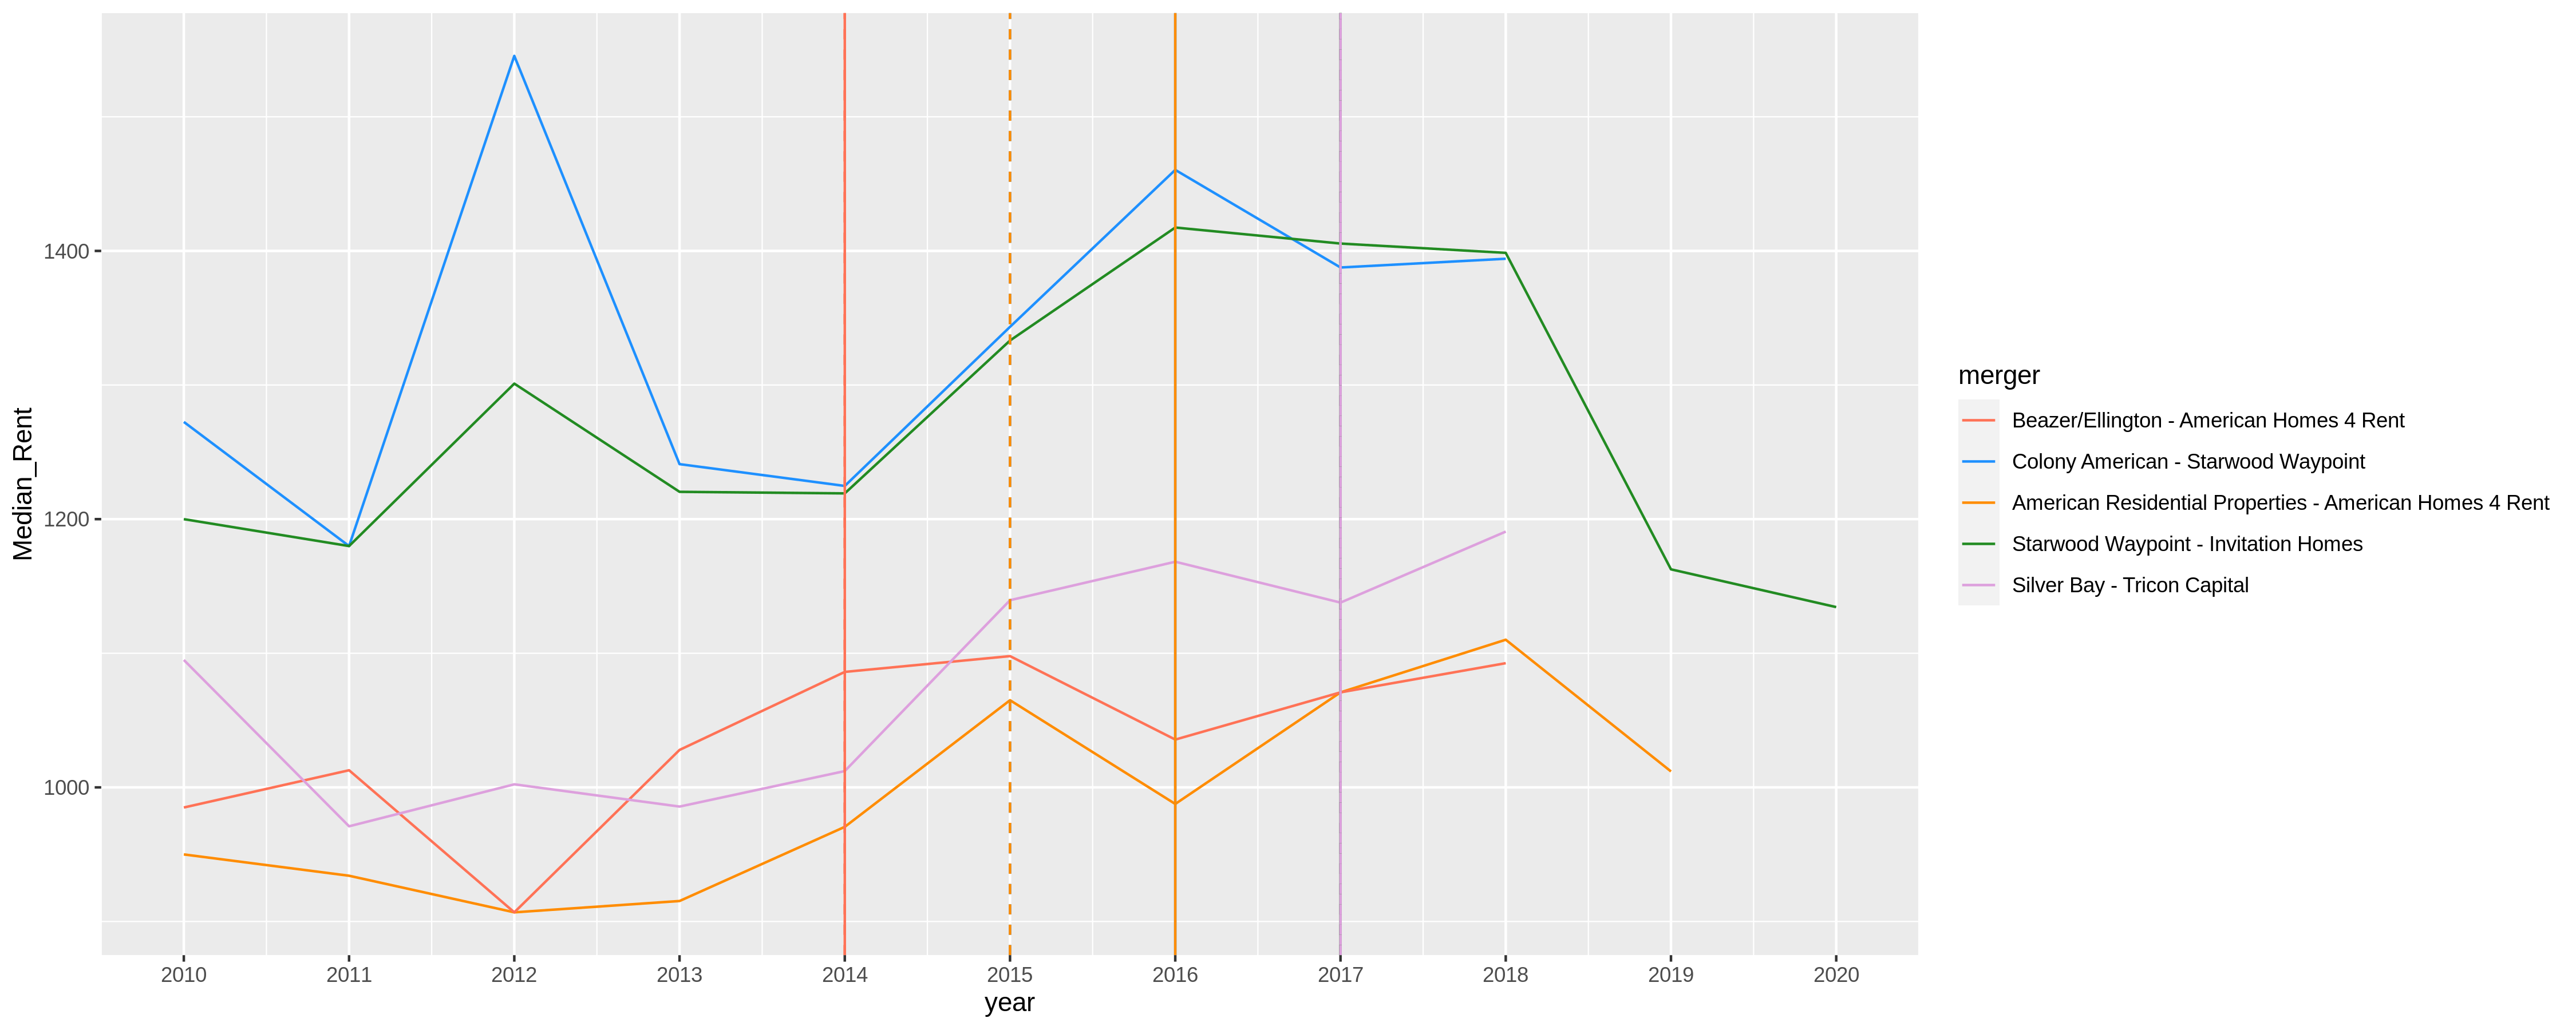 Median_Rent
1400
1200
1000
2010 2011 2012 2013 2014 2015 2016 2017 2018 2019 2020
year
merger
Beazer/Ellington - American Homes 4 Rent
Colony American - Starwood Waypoint
American Residential Properties - American Homes 4 Rent
Starwood Waypoint - Invitation Homes
Silver Bay - Tricon Capital